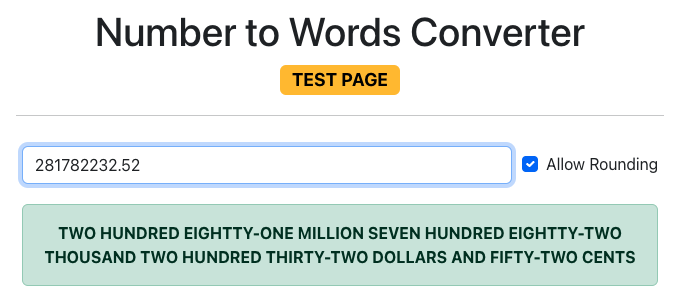 Number to Words Converter
TEST PAGE
281782232.52
Allow Rounding
TWO HUNDRED EIGHTTY-ONE MILLION SEVEN HUNDRED EIGHTTY-TWO
THOUSAND TWO HUNDRED THIRTY-TWO DOLLARS AND FIFTY-TWO CENTS